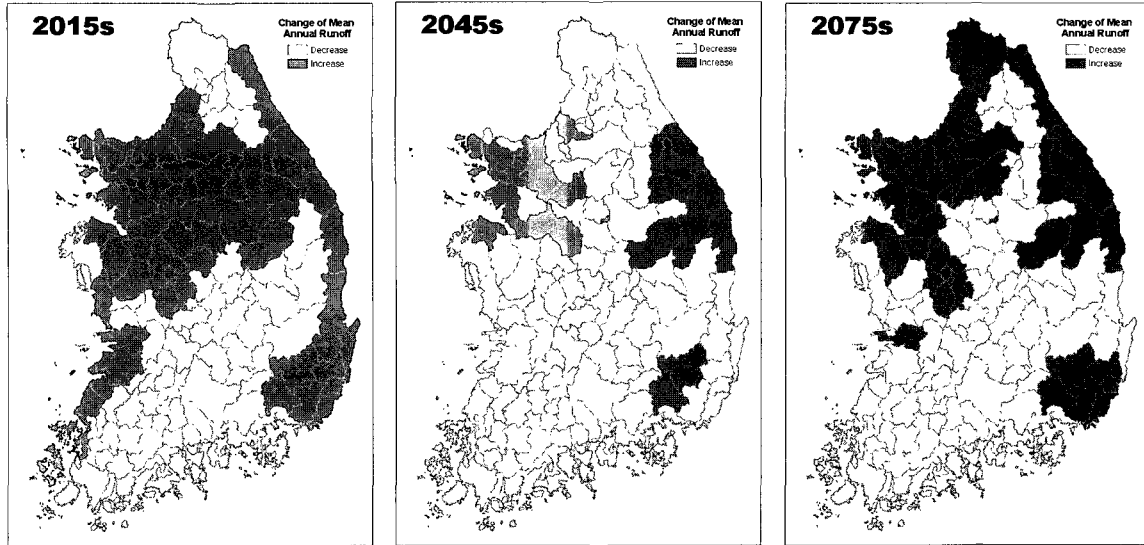 2015s
Change of Mean
Annual Runoff
Decrease
Increase
2045s
Change of Mean
Annual Runoff
Decrease
Increase
2075s
Change of Mean
Annual Runoff
Decrease
Increase